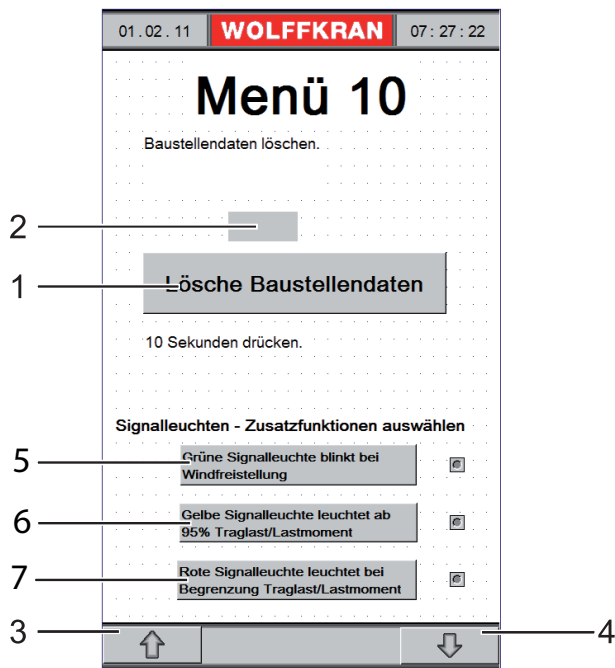 01.02.11 WOLFFKRAN 07:27:22
Menü 10
Baustellendaten löschen.
2
1
Lösche Baustellendaten
10 Sekunden drücken.
Signalleuchten - Zusatzfunktionen auswählen
5
Grüne Signalleuchte blinkt bei
Windfreistellung
6
Gelbe Signalleuchte leuchtet ab
95% Traglast/Lastmoment
7
Rote Signalleuchte leuchtet bei
Begrenzung Traglast/Lastmoment
3
4